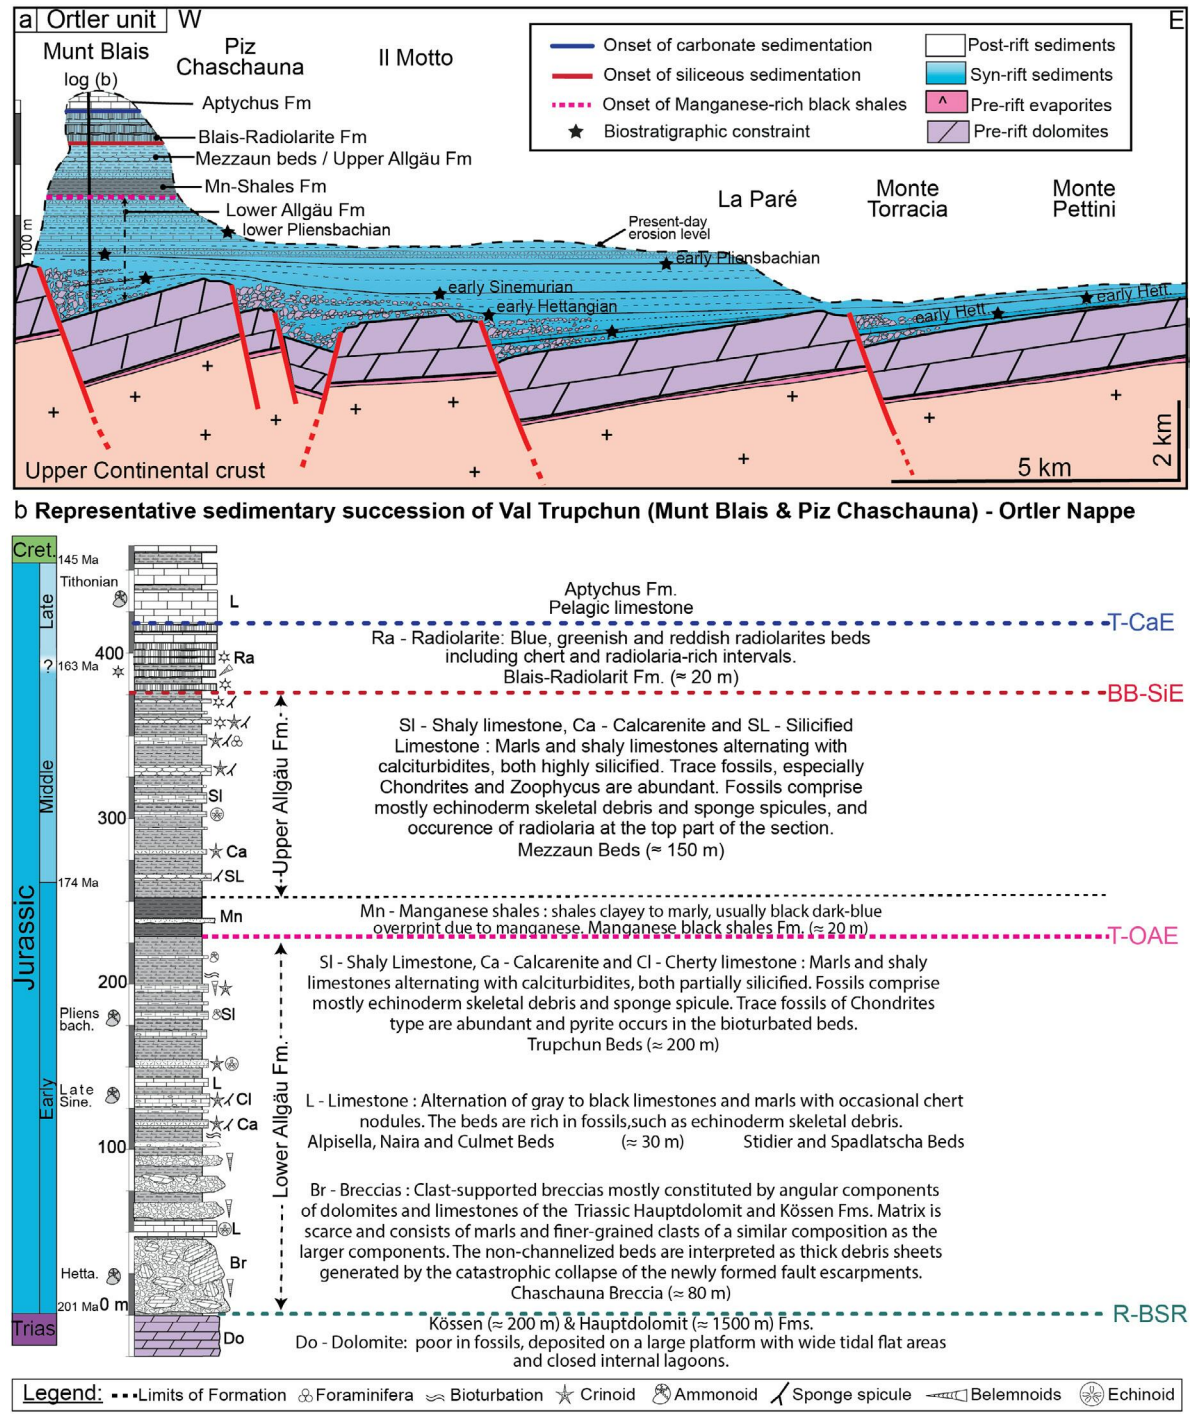 a Ortler unit W
E
Munt Blais
log (b)
Piz
Chaschauna
Il Motto
Onset of carbonate sedimentation
Onset of siliceous sedimentation
Onset of Manganese-rich black shales
Biostratigraphic constraint
Post-rift sediments
Syn-rift sediments
^ Pre-rift evaporites
Pre-rift dolomites
Aptychus Fm
Blais-Radiolarite Fm
Mezzaun beds / Upper Allgäu Fm
Mn-Shales Fm
Lower Allgäu Fm
lower Pliensbachian
100 m
La Paré
Monte
Torracia
Monte
Pettini
Present-day
erosion level
early Pliensbachian
early Sinemurian
early Hettangian
early Hett.
early Hett.
Upper Continental crust
5 km
2 km
b Representative sedimentary succession of Val Trupchun (Munt Blais & Piz Chaschauna) - Ortler Nappe
Cret.
145 Ma
Tithonian
Late
?
163 Ma
Middle
174 Ma
Jurassic
Early
Pliens
bach.
Late
Sine.
Hetta.
201 Ma
Trias
400
300
200
100
0 m
L
Ra
Sl
Ca
SL
Mn
Sl
L
Cl
Ca
L
Br
Do
Upper Allgäu Fm.
Lower Allgäu Fm.
Aptychus Fm.
Pelagic limestone
T-CaE
Ra - Radiolarite: Blue, greenish and reddish radiolarites beds
including chert and radiolaria-rich intervals.
Blais-Radiolarit Fm. (≈ 20 m)
BB-SiE
Sl - Shaly limestone, Ca - Calcarenite and SL - Silicified
Limestone : Marls and shaly limestones alternating with
calciturbidites, both highly silicified. Trace fossils, especially
Chondrites and Zoophycus are abundant. Fossils comprise
mostly echinoderm skeletal debris and sponge spicules, and
occurence of radiolaria at the top part of the section.
Mezzaun Beds (≈ 150 m)
Mn - Manganese shales : shales clayey to marly, usually black dark-blue
overprint due to manganese. Manganese black shales Fm. (≈ 20 m)
T-OAE
Sl - Shaly Limestone, Ca - Calcarenite and Cl - Cherty limestone : Marls and shaly
limestones alternating with calciturbidites, both partially silicified. Fossils comprise
mostly echinoderm skeletal debris and sponge spicule. Trace fossils of Chondrites
type are abundant and pyrite occurs in the bioturbated beds.
Trupchun Beds (≈ 200 m)
L - Limestone : Alternation of gray to black limestones and marls with occasional chert
nodules. The beds are rich in fossils,such as echinoderm skeletal debris.
Alpisella, Naira and Culmet Beds (≈ 30 m) Stidier and Spadlatscha Beds
Br - Breccias : Clast-supported breccias mostly constituted by angular components
of dolomites and limestones of the Triassic Hauptdolomit and Kössen Fms. Matrix is
scarce and consists of marls and finer-grained clasts of a similar composition as the
larger components. The non-channelized beds are interpreted as thick debris sheets
generated by the catastrophic collapse of the newly formed fault escarpments.
Chaschauna Breccia (≈ 80 m)
R-BSR
Kössen (≈ 200 m) & Hauptdolomit (≈ 1500 m) Fms.
Do - Dolomite: poor in fossils, deposited on a large platform with wide tidal flat areas
and closed internal lagoons.
Legend: Limits of Formation Foraminifera Bioturbation Crinoid Ammonoid Sponge spicule Belemnoids Echinoid